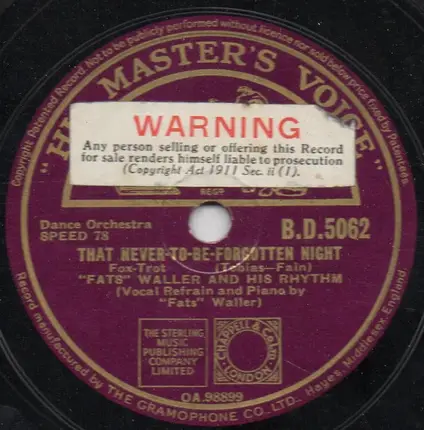 Copyright. Patented Record. Not to be publicly performed without licence nor sold below price fixed by Patentees.
"HIS MASTER'S VOICE"
WARNING
Any person selling or offering this Record
for sale renders himself liable to prosecution
(Copyright Act 1911 Sec. ii (1).
Dance Orchestra
SPEED 78
B.D.5062
THAT NEVER-TO-BE-FORGOTTEN NIGHT
Fox-Trot (Tobias-Fain)
"FATS" WALLER AND HIS RHYTHM
(Vocal Refrain and Piano by
"Fats" Waller)
THE STERLING
MUSIC
PUBLISHING
COMPANY
LIMITED
CHAPPELL & CO LTD
LONDON
OA.98899
Record manufactured by THE GRAMOPHONE CO. LTD. Hayes, Middlesex, England.